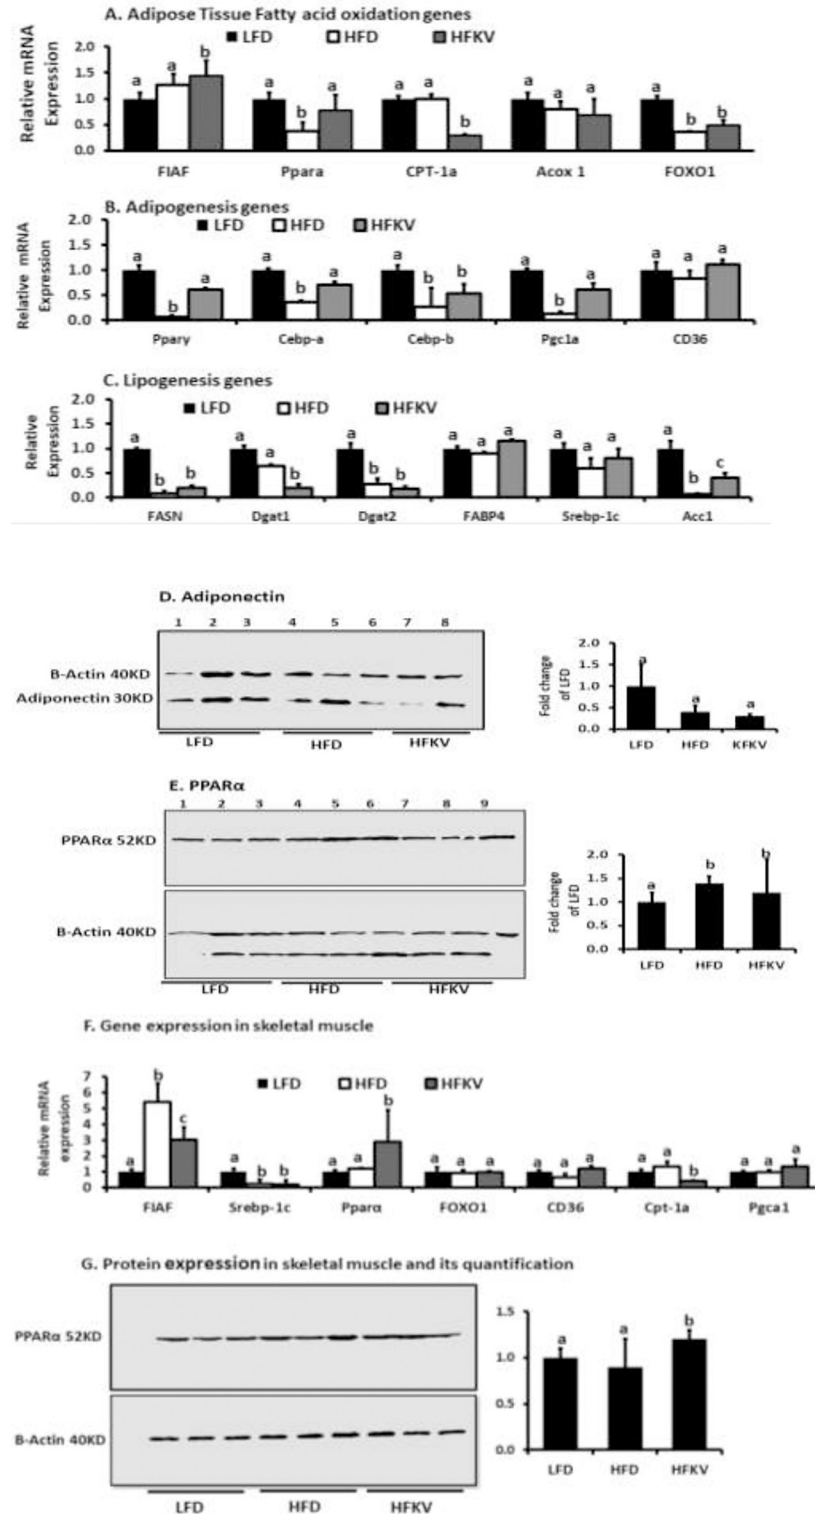 A. Adipose Tissue Fatty acid oxidation genes
LFD HFD HFKV
Relative mRNA
Expression
2.0
1.5
1.0
0.5
0.0
a a b
a b a
a a b
a a a
a b b
FIAF Ppara CPT-1a Acox 1 FOXO1
B. Adipogenesis genes
LFD HFD HFKV
Relative mRNA
Expression
2.0
1.5
1.0
0.5
0.0
a b a
a b a
a b b
a b a
a a a
Ppary Cebp-a Cebp-b Pgc1a CD36
C. Lipogenesis genes
LFD HFD HFKV
Relative
Expression
2.0
1.5
1.0
0.5
0.0
a b b
a a b
a b b
a a a
a a a
a b c
FASN Dgat1 Dgat2 FABP4 Srebp-1c Acc1
D. Adiponectin
1 2 3 4 5 6 7 8
B-Actin 40KD
Adiponectin 30KD
LFD HFD HFKV
Fold change
of LFD
2.0
1.5
1.0
0.5
0.0
a a a
LFD HFD KFKV
E. PPARα
1 2 3 4 5 6 7 8 9
PPARα 52KD
B-Actin 40KD
LFD HFD HFKV
Fold change
of LFD
2.0
1.5
1.0
0.5
0.0
a b b
LFD HFD HFKV
F. Gene expression in skeletal muscle
LFD HFD HFKV
Relative mRNA
expression
7
6
5
4
3
2
1
0
a b c
a b b
a a b
a a a
a a a
a a b
a a a
FIAF Srebp-1c Pparα FOXO1 CD36 Cpt-1a Pgca1
G. Protein expression in skeletal muscle and its quantification
PPARα 52KD
B-Actin 40KD
LFD HFD HFKV
1.5
1.0
0.5
0.0
a a b
LFD HFD HFKV